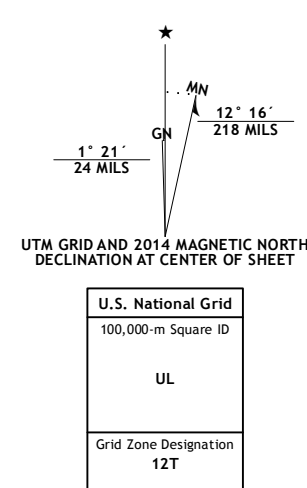 ★
MN
GN
12° 16´
218 MILS
1° 21´
24 MILS
UTM GRID AND 2014 MAGNETIC NORTH
DECLINATION AT CENTER OF SHEET
U.S. National Grid
100,000-m Square ID
UL
Grid Zone Designation
12T